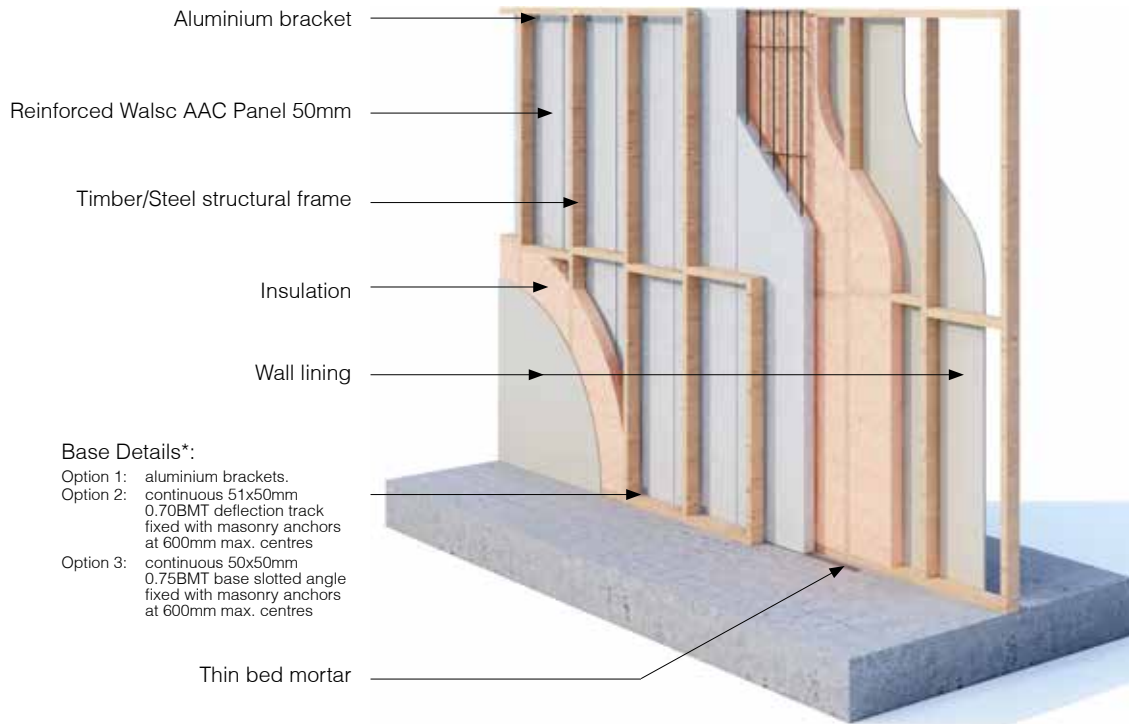 Aluminium bracket
Reinforced Walsc AAC Panel 50mm
Timber/Steel structural frame
Insulation
Wall lining
Base Details*:
Option 1: aluminium brackets.
Option 2: continuous 51x50mm
0.70BMT deflection track
fixed with masonry anchors
at 600mm max. centres
Option 3: continuous 50x50mm
0.75BMT base slotted angle
fixed with masonry anchors
at 600mm max. centres
Thin bed mortar